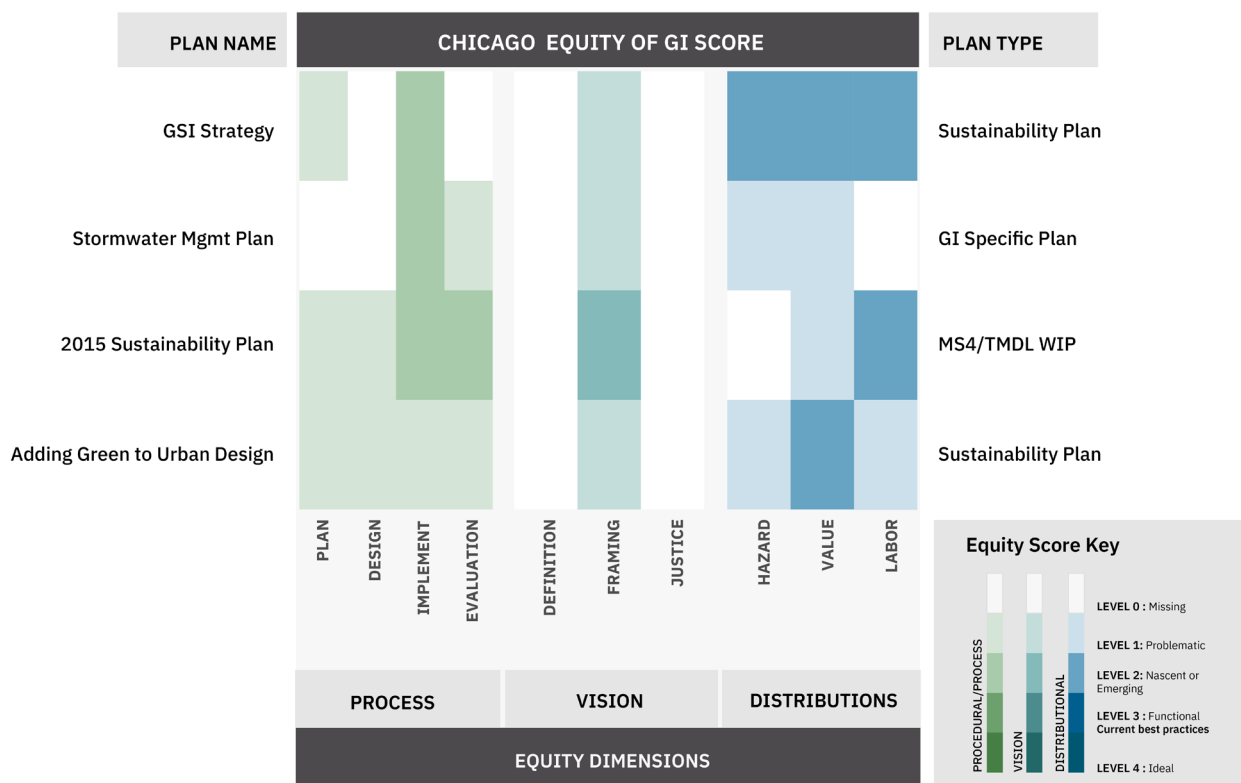 PLAN NAME
CHICAGO EQUITY OF GI SCORE
PLAN TYPE
GSI Strategy
Sustainability Plan
Stormwater Mgmt Plan
GI Specific Plan
2015 Sustainability Plan
MS4/TMDL WIP
Adding Green to Urban Design
Sustainability Plan
PLAN
DESIGN
IMPLEMENT
EVALUATION
DEFINITION
FRAMING
JUSTICE
HAZARD
VALUE
LABOR
PROCESS
VISION
DISTRIBUTIONS
EQUITY DIMENSIONS
Equity Score Key
PROCEDURAL/PROCESS
VISION
DISTRIBUTIONAL
LEVEL 0 : Missing
LEVEL 1: Problematic
LEVEL 2: Nascent or
Emerging
LEVEL 3 : Functional
Current best practices
LEVEL 4 : Ideal